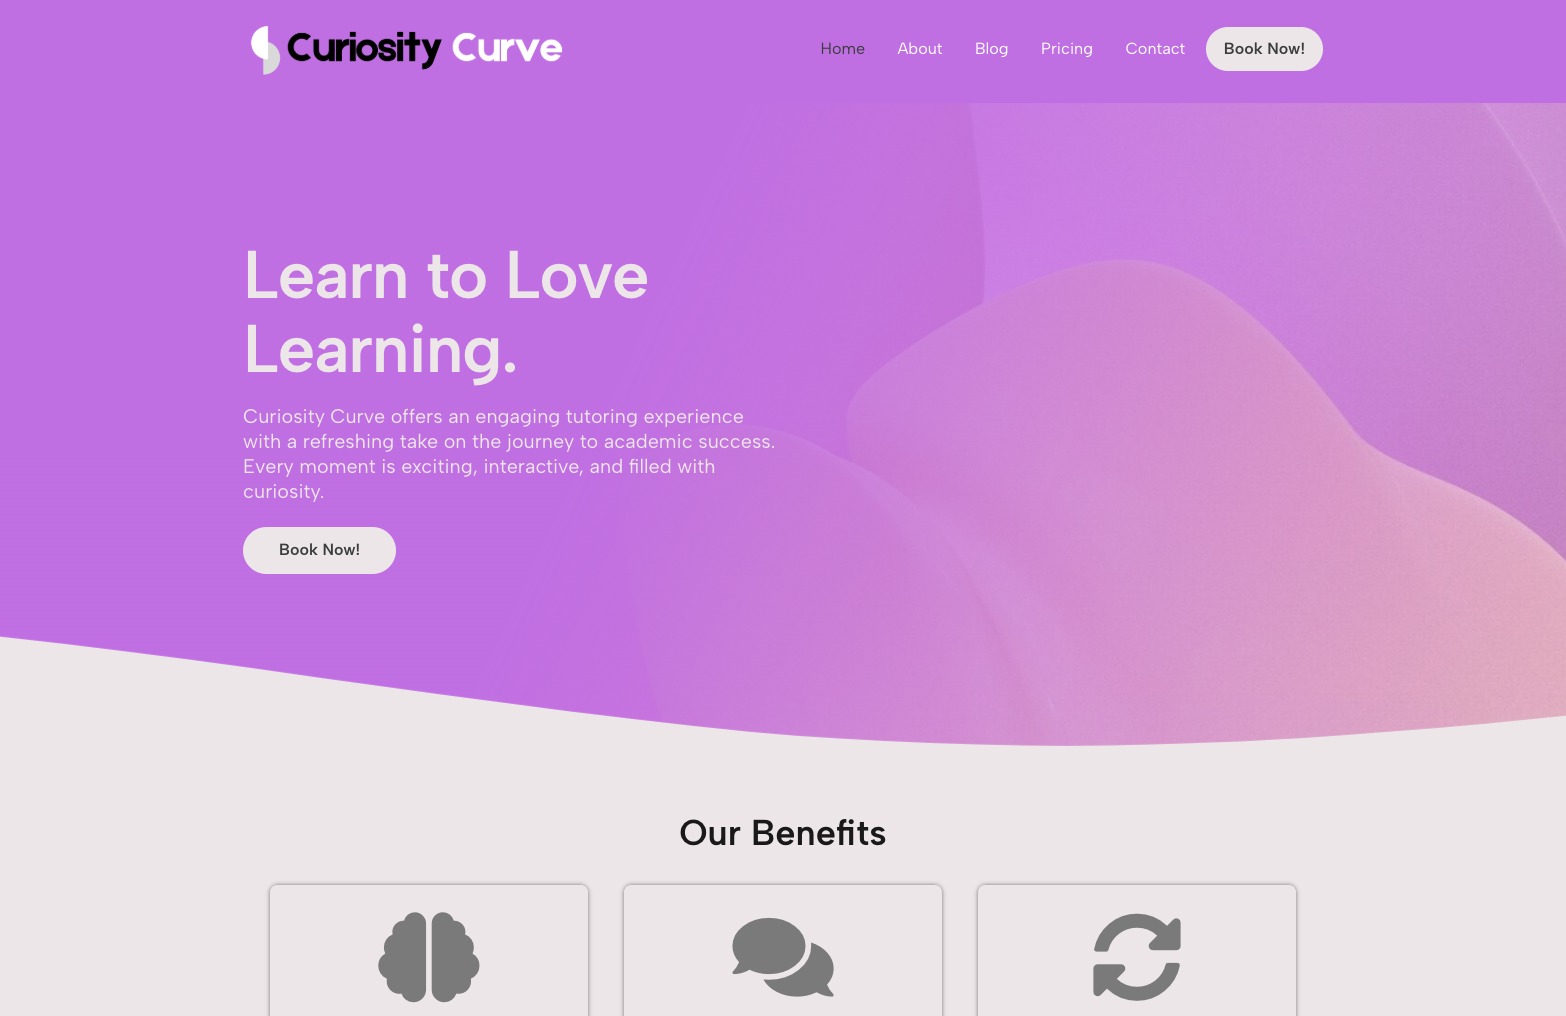 Curiosity Curve
Home About Blog Pricing Contact Book Now!
Learn to Love
Learning.
Curiosity Curve offers an engaging tutoring experience
with a refreshing take on the journey to academic success.
Every moment is exciting, interactive, and filled with
curiosity.
Book Now!
Our Benefits